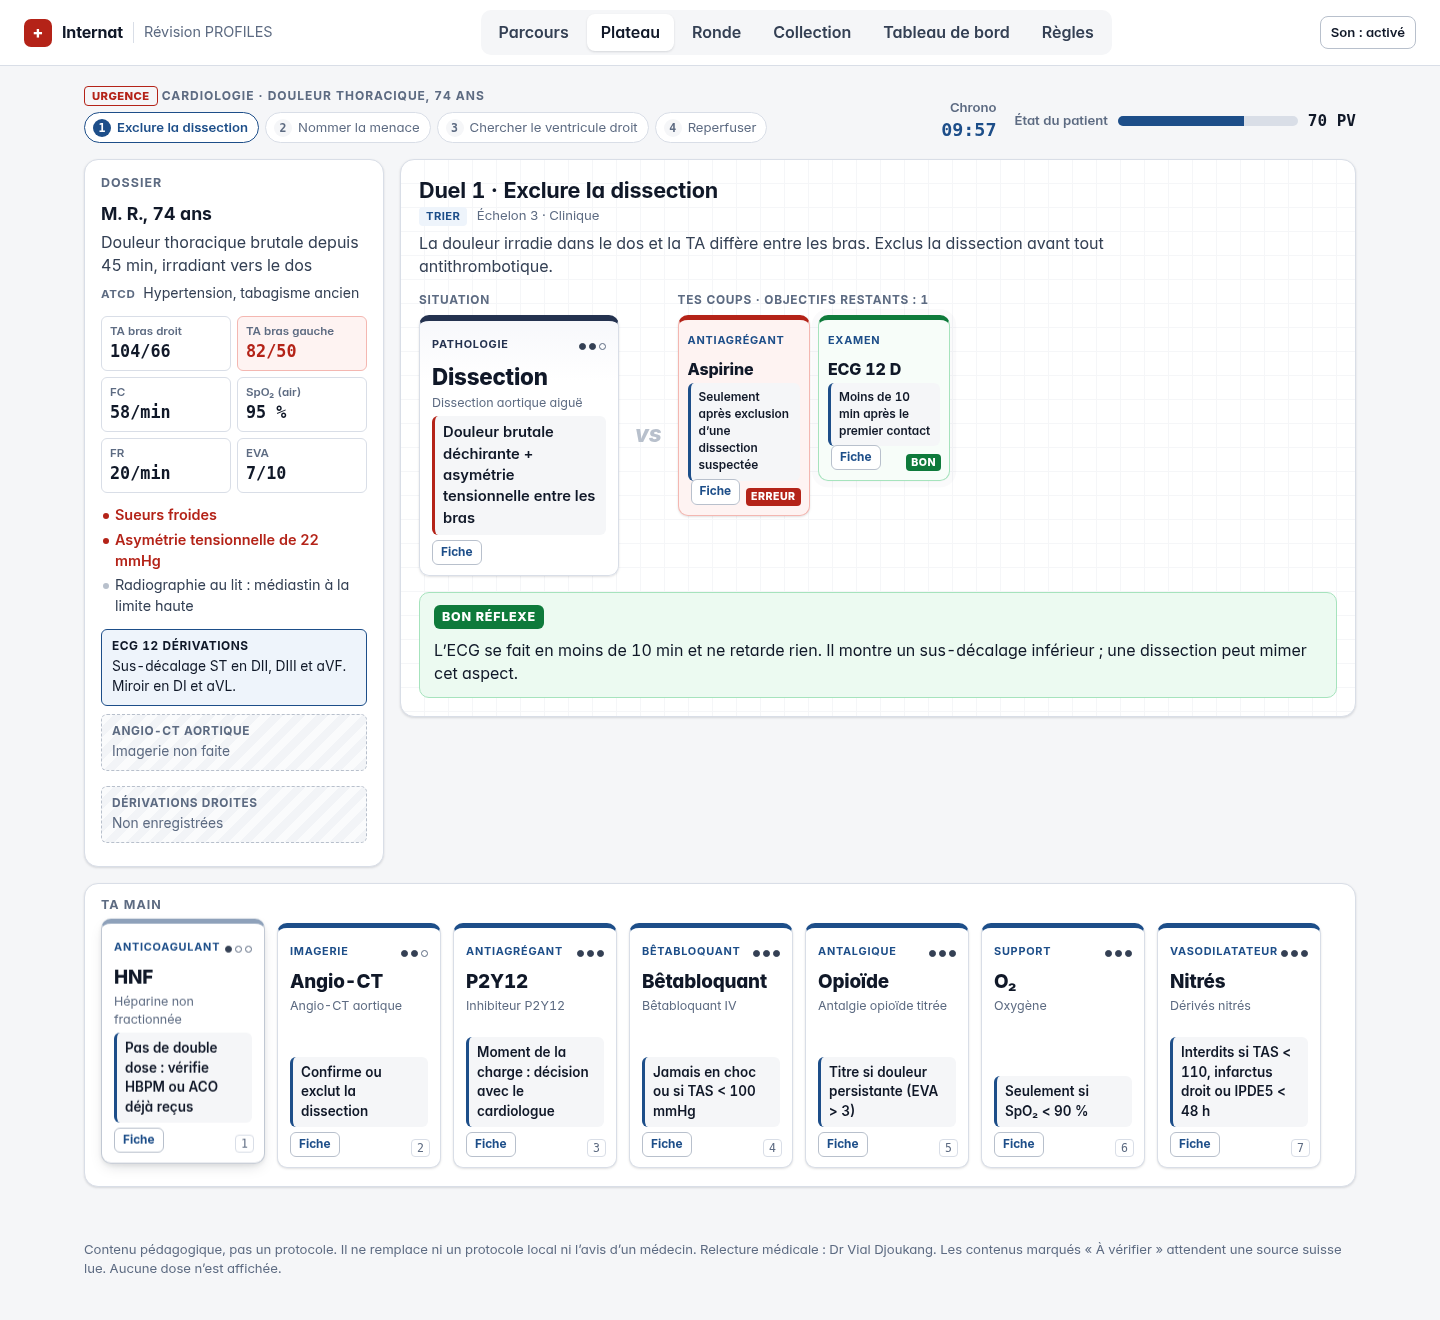 + Internat Révision PROFILES
Parcours Plateau Ronde Collection Tableau de bord Règles
Son : activé
URGENCE CARDIOLOGIE · DOULEUR THORACIQUE, 74 ANS
1 Exclure la dissection 2 Nommer la menace 3 Chercher le ventricule droit 4 Reperfuser
Chrono
09:57
État du patient 70 PV
DOSSIER
M. R., 74 ans
Douleur thoracique brutale depuis
45 min, irradiant vers le dos
ATCD Hypertension, tabagisme ancien
TA bras droit
104/66
TA bras gauche
82/50
FC
58/min
SpO₂ (air)
95 %
FR
20/min
EVA
7/10
Sueurs froides
Asymétrie tensionnelle de 22
mmHg
Radiographie au lit : médiastin à la
limite haute
ECG 12 DÉRIVATIONS
Sus-décalage ST en DII, DIII et aVF.
Miroir en DI et aVL.
ANGIO-CT AORTIQUE
Imagerie non faite
DÉRIVATIONS DROITES
Non enregistrées
Duel 1 · Exclure la dissection
TRIER Échelon 3 · Clinique
La douleur irradie dans le dos et la TA diffère entre les bras. Exclus la dissection avant tout
antithrombotique.
SITUATION
PATHOLOGIE
Dissection
Dissection aortique aiguë
Douleur brutale
déchirante +
asymétrie
tensionnelle entre les
bras
Fiche
VS
TES COUPS · OBJECTIFS RESTANTS : 1
ANTIAGRÉGANT
Aspirine
Seulement
après exclusion
d'une
dissection
suspectée
Fiche
ERREUR
EXAMEN
ECG 12 D
Moins de 10
min après le
premier contact
Fiche
BON
BON RÉFLEXE
L'ECG se fait en moins de 10 min et ne retarde rien. Il montre un sus-décalage inférieur ; une dissection peut mimer
cet aspect.
TA MAIN
ANTICOAGULANT
HNF
Héparine non
fractionnée
Pas de double
dose : vérifie
HBPM ou ACO
déjà reçus
Fiche 1
IMAGERIE
Angio-CT
Angio-CT aortique
Confirme ou
exclut la
dissection
Fiche 2
ANTIAGRÉGANT
P2Y12
Inhibiteur P2Y12
Moment de la
charge : décision
avec le
cardiologue
Fiche 3
BÊTABLOQUANT
Bêtabloquant
Bêtabloquant IV
Jamais en choc
ou si TAS < 100
mmHg
Fiche 4
ANTALGIQUE
Opioïde
Antalgie opioïde titrée
Titre si douleur
persistante (EVA
> 3)
Fiche 5
SUPPORT
O₂
Oxygène
Seulement si
SpO₂ < 90 %
Fiche 6
VASODILATATEUR
Nitrés
Dérivés nitrés
Interdits si TAS <
110, infarctus
droit ou IPDE5 <
48 h
Fiche 7
Contenu pédagogique, pas un protocole. Il ne remplace ni un protocole local ni l'avis d'un médecin. Relecture médicale : Dr Vial Djoukang. Les contenus marqués « À vérifier » attendent une source suisse
lue. Aucune dose n'est affichée.